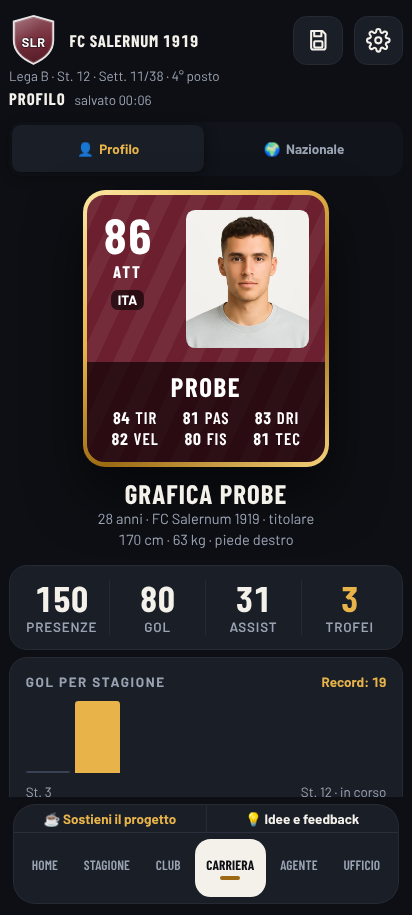 SLR
FC SALERNUM 1919
Lega B · St. 12 · Sett. 11/38 · 4° posto
PROFILO salvato 00:06
Profilo
Nazionale
86
ATT
ITA
PROBE
84 TIR 81 PAS 83 DRI
82 VEL 80 FIS 81 TEC
GRAFICA PROBE
28 anni · FC Salernum 1919 · titolare
170 cm · 63 kg · piede destro
150 80 31 3
PRESENZE GOL ASSIST TROFEI
GOL PER STAGIONE Record: 19
St. 3 St. 12 · in corso
Sostieni il progetto Idee e feedback
HOME STAGIONE CLUB CARRIERA AGENTE UFFICIO